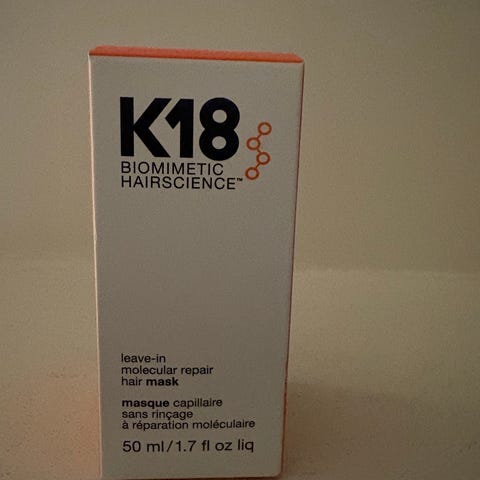 K18
BIOMIMETIC
HAIRSCIENCE™
leave-in
molecular repair
hair mask
masque capillaire
sans rinçage
à réparation moléculaire
50 ml/1.7 fl oz liq